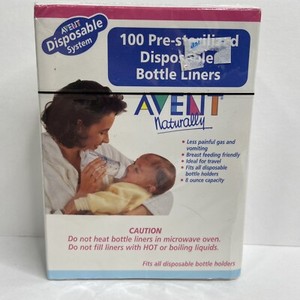 AVENT
Disposable
System
100 Pre-sterilized
Disposable
Bottle Liners
AVENT
Naturally
• Less painful gas and
vomiting
• Breast feeding friendly
• Ideal for travel
• Fits all disposable
bottle holders
• 8 ounce capacity
CAUTION
Do not heat bottle liners in microwave oven.
Do not fill liners with HOT or boiling liquids.
Fits all disposable bottle holders